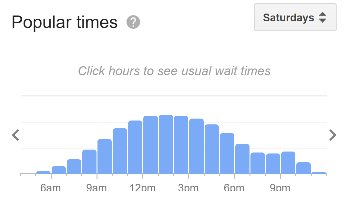 Popular times ?
Saturdays
Click hours to see usual wait times
6am 9am 12pm 3pm 6pm 9pm